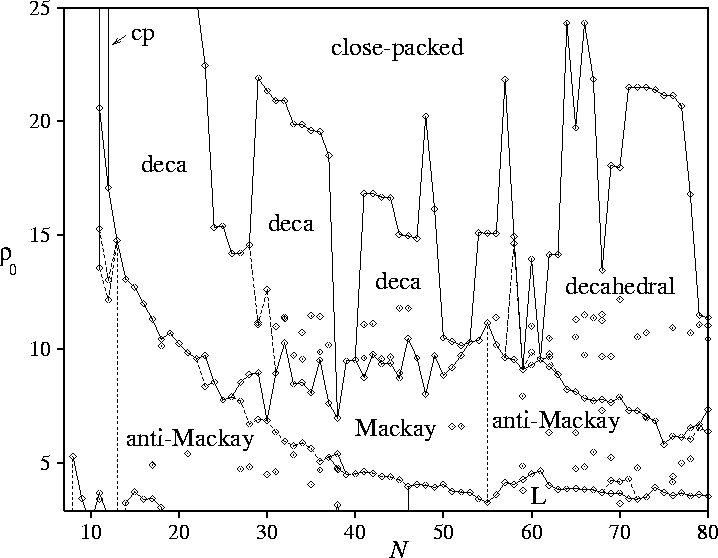 25
cp
close-packed
20
deca
deca
15
ρ0
deca
decahedral
10
anti-Mackay
Mackay
anti-Mackay
5
L
10
20
30
40
50
60
70
80
N